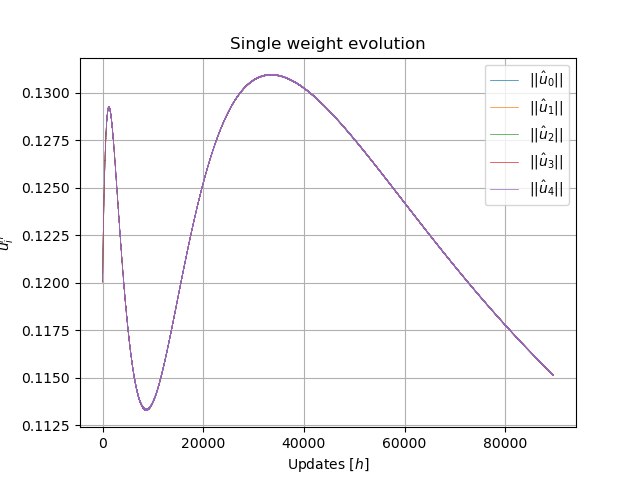 Single weight evolution
0.1300
0.1275
0.1250
0.1225
0.1200
0.1175
0.1150
0.1125
0
20000
40000
60000
80000
Updates [h]
||û₀||
||û₁||
||û₂||
||û₃||
||û₄||